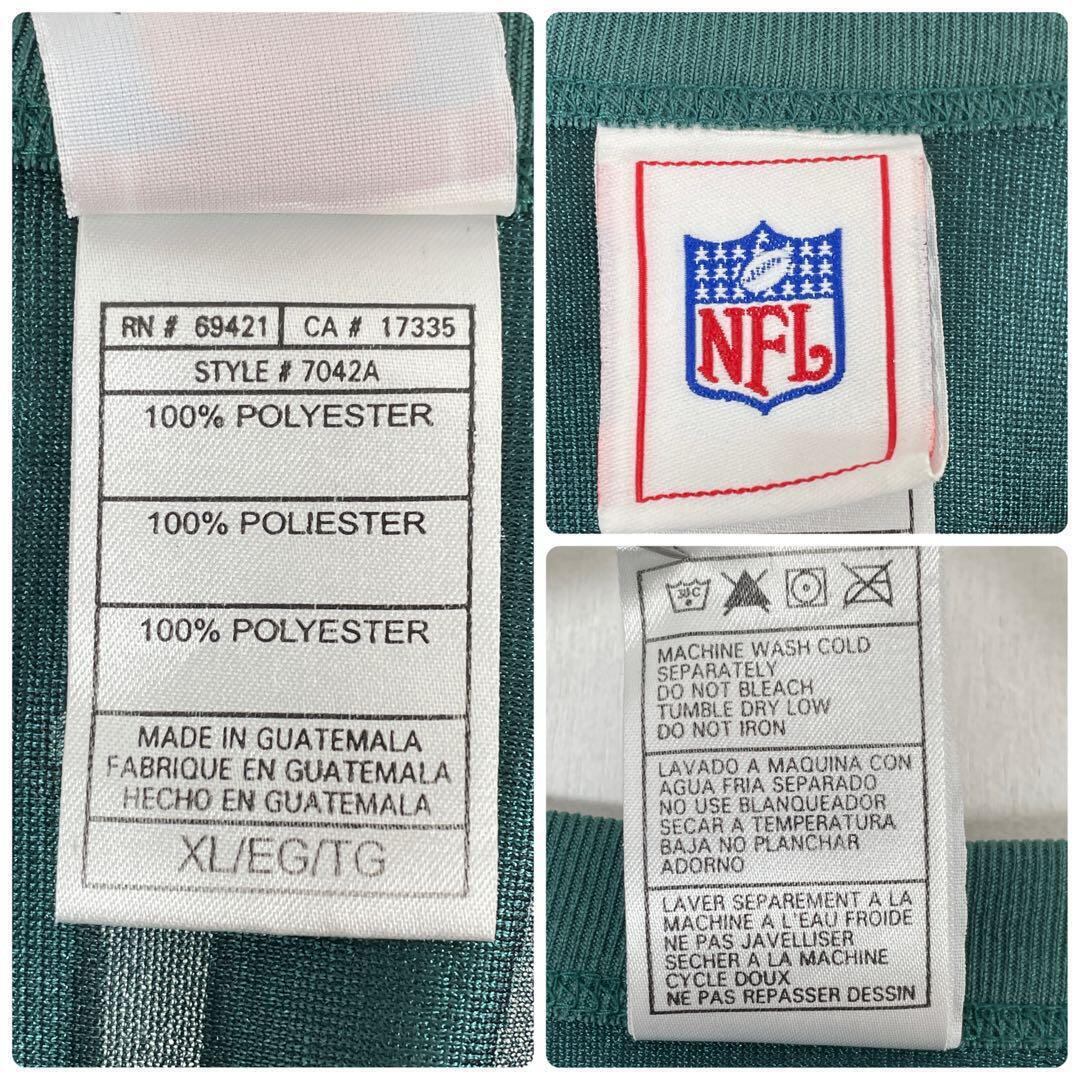 RN # 69421 CA # 17335
STYLE # 7042A
100% POLYESTER
100% POLIESTER
100% POLYESTER
MADE IN GUATEMALA
FABRIQUE EN GUATEMALA
HECHO EN GUATEMALA
XL/EG/TG
NFL
30C
MACHINE WASH COLD
SEPARATELY
DO NOT BLEACH
TUMBLE DRY LOW
DO NOT IRON
LAVADO A MAQUINA CON
AGUA FRIA SEPARADO
NO USE BLANQUEADOR
SECAR A TEMPERATURA
BAJA NO PLANCHAR
ADORNO
LAVER SEPAREMENT A LA
MACHINE A L'EAU FROIDE
NE PAS JAVELLISER
SECHER A LA MACHINE
CYCLE DOUX
NE PAS REPASSER DESSIN